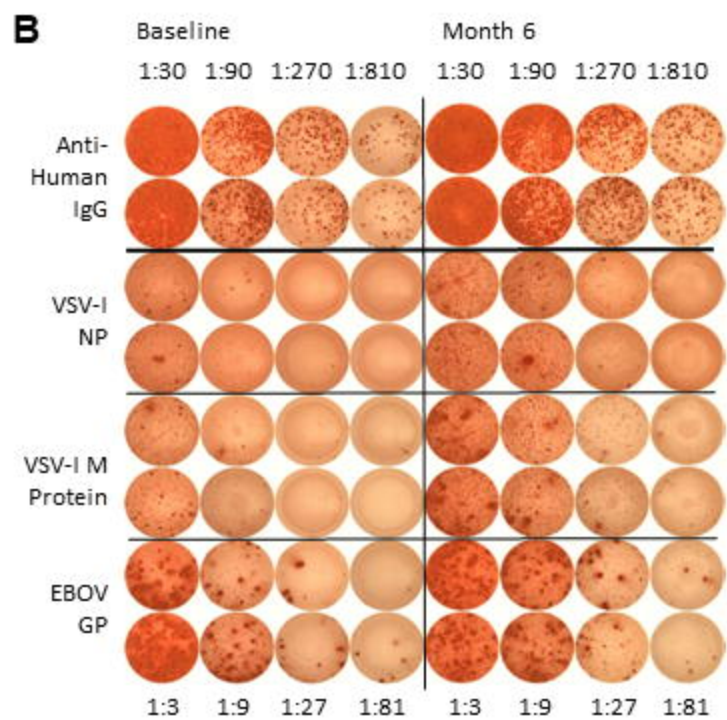 B
Baseline Month 6
1:30 1:90 1:270 1:810 1:30 1:90 1:270 1:810
Anti-
Human
IgG
VSV-I
NP
VSV-I M
Protein
EBOV
GP
1:3 1:9 1:27 1:81 1:3 1:9 1:27 1:81